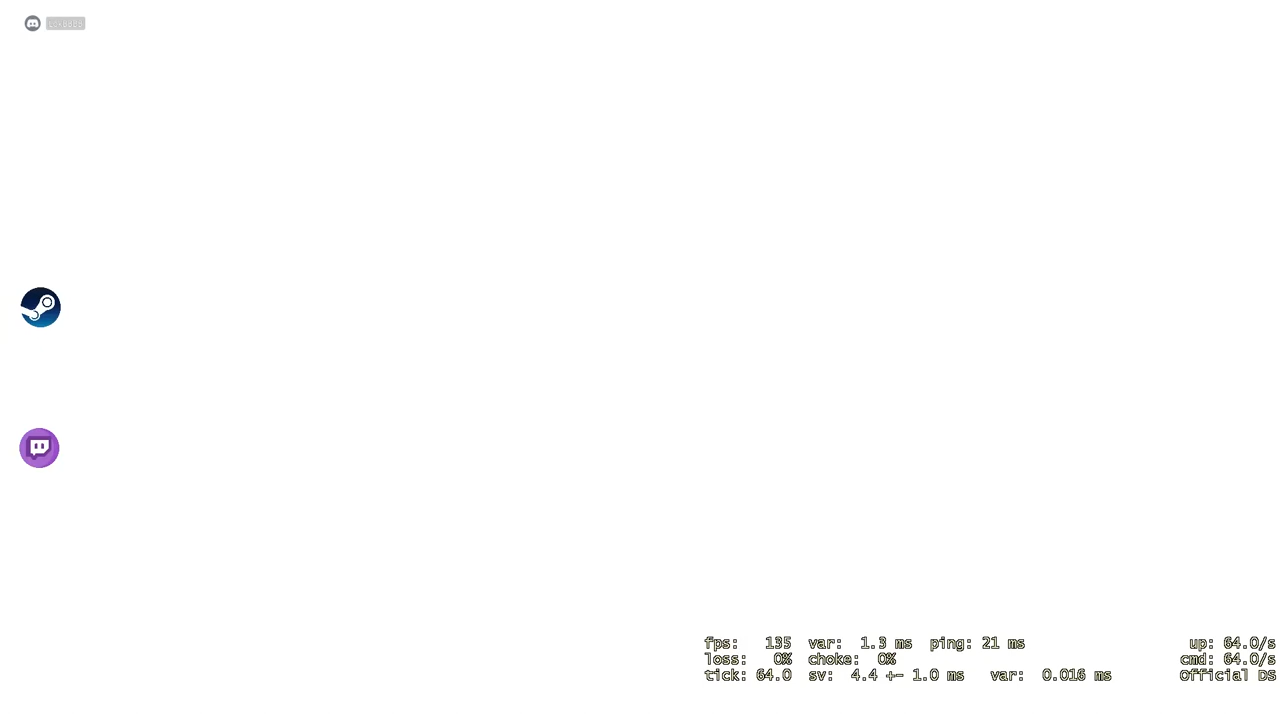 fps: 135 var: 1.3 ms ping: 21 ms up: 64.0/s
loss: 0% choke: 0% cmd: 64.0/s
tick: 64.0 sv: 4.4 +- 1.0 ms var: 0.016 ms Official DS